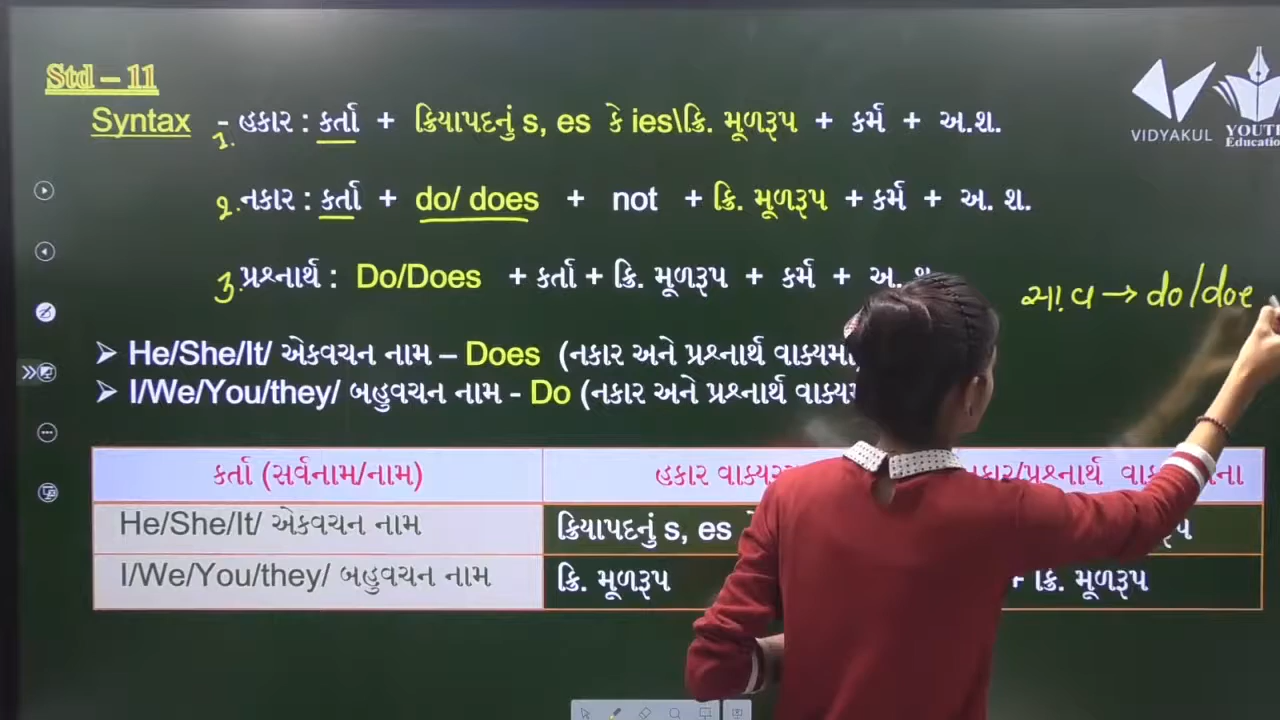 Std – 11
Syntax - હકાર : કર્તા + ક્રિયાપદનું s, es કે ies\ક્રિ. મૂળરૂપ + કર્મ + અ.શ.
1.
VIDYAKUL
YOUTH
Education
2. નકાર : કર્તા + do/ does + not + ક્રિ. મૂળરૂપ + કર્મ + અ. શ.
3. પ્રશ્નાર્થ : Do/Does + કર્તા + ક્રિ. મૂળરૂપ + કર્મ + અ.
સા.વ → do/doe
➢ He/She/It/ એકવચન નામ – Does (નકાર અને પ્રશ્નાર્થ વાક્યમાં
➢ I/We/You/they/ બહુવચન નામ - Do (નકાર અને પ્રશ્નાર્થ
કર્તા (સર્વનામ/નામ) હકાર /પ્રશ્નાર્થ
He/She/It/ એકવચન નામ ક્રિયાપદનું s, es
I/We/You/they/ બહુવચન નામ ક્રિ. મૂળરૂપ + ક્રિ. મૂળરૂપ